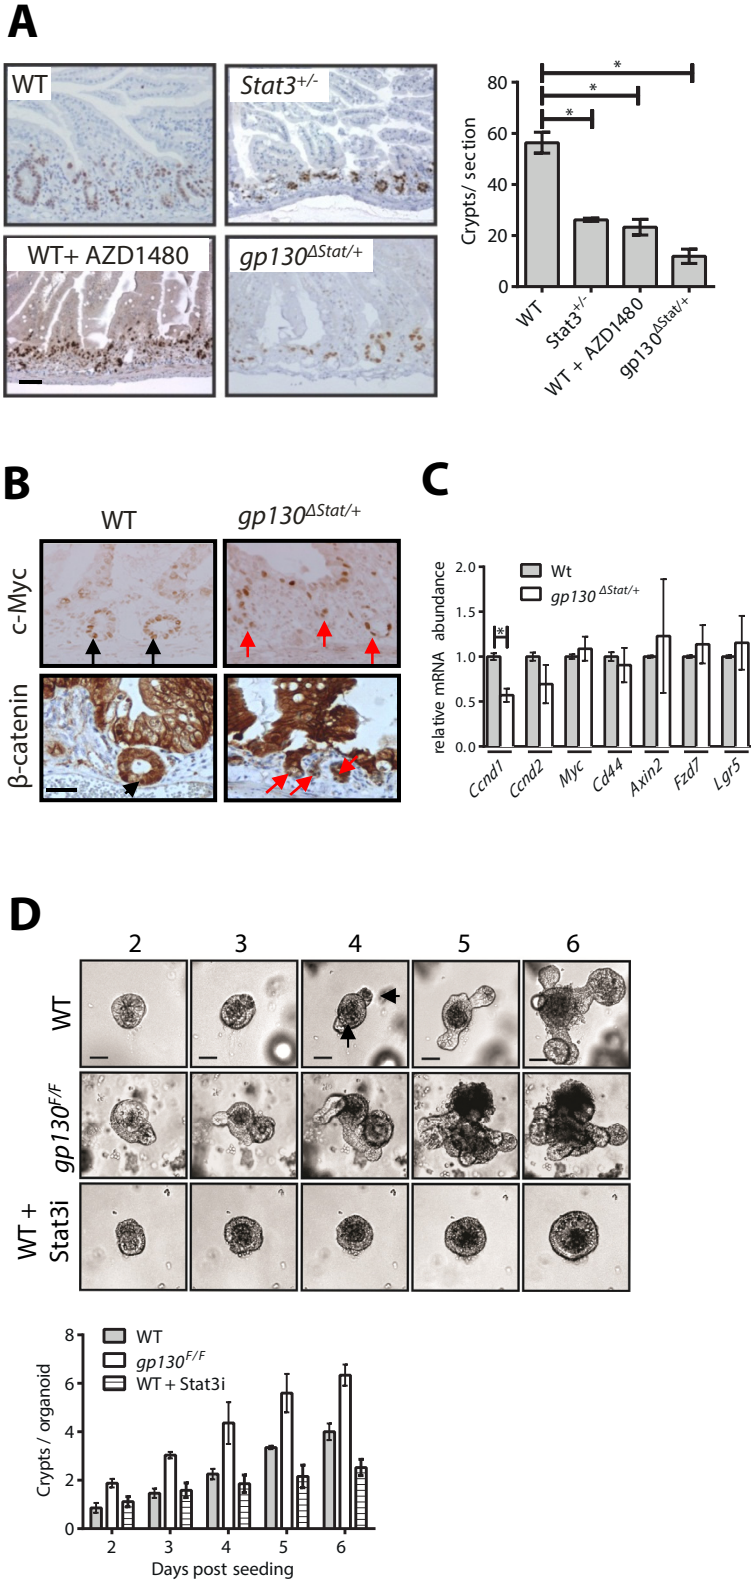 A
WT
Stat3+/-
WT+ AZD1480
gp130ΔStat/+
Crypts/ section
80
60
40
20
0
*
*
*
WT
Stat3+/-
WT + AZD1480
gp130ΔStat/+
B
WT
gp130ΔStat/+
c-Myc
β-catenin
C
relative mRNA abundance
2.0
1.5
1.0
0.5
0.0
Wt
gp130 ΔStat/+
*
Ccnd1
Ccnd2
Myc
Cd44
Axin2
Fzd7
Lgr5
D
2 3 4 5 6
WT
gp130F/F
WT +
Stat3i
Crypts / organoid
8
6
4
2
0
WT
gp130F/F
WT + Stat3i
2 3 4 5 6
Days post seeding